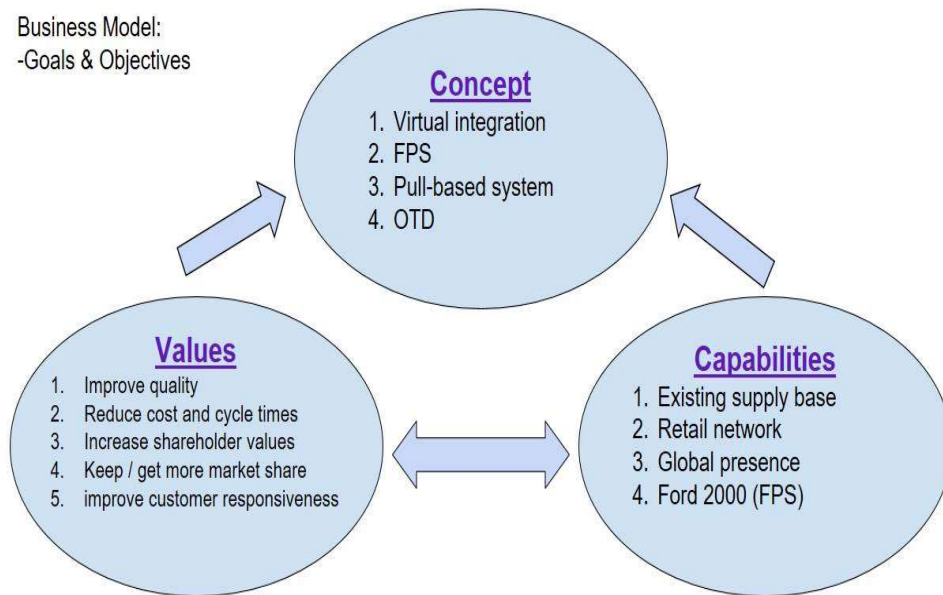 Business Model:
-Goals & Objectives
Concept
1. Virtual integration
2. FPS
3. Pull-based system
4. OTD
Values
1. Improve quality
2. Reduce cost and cycle times
3. Increase shareholder values
4. Keep / get more market share
5. improve customer responsiveness
Capabilities
1. Existing supply base
2. Retail network
3. Global presence
4. Ford 2000 (FPS)